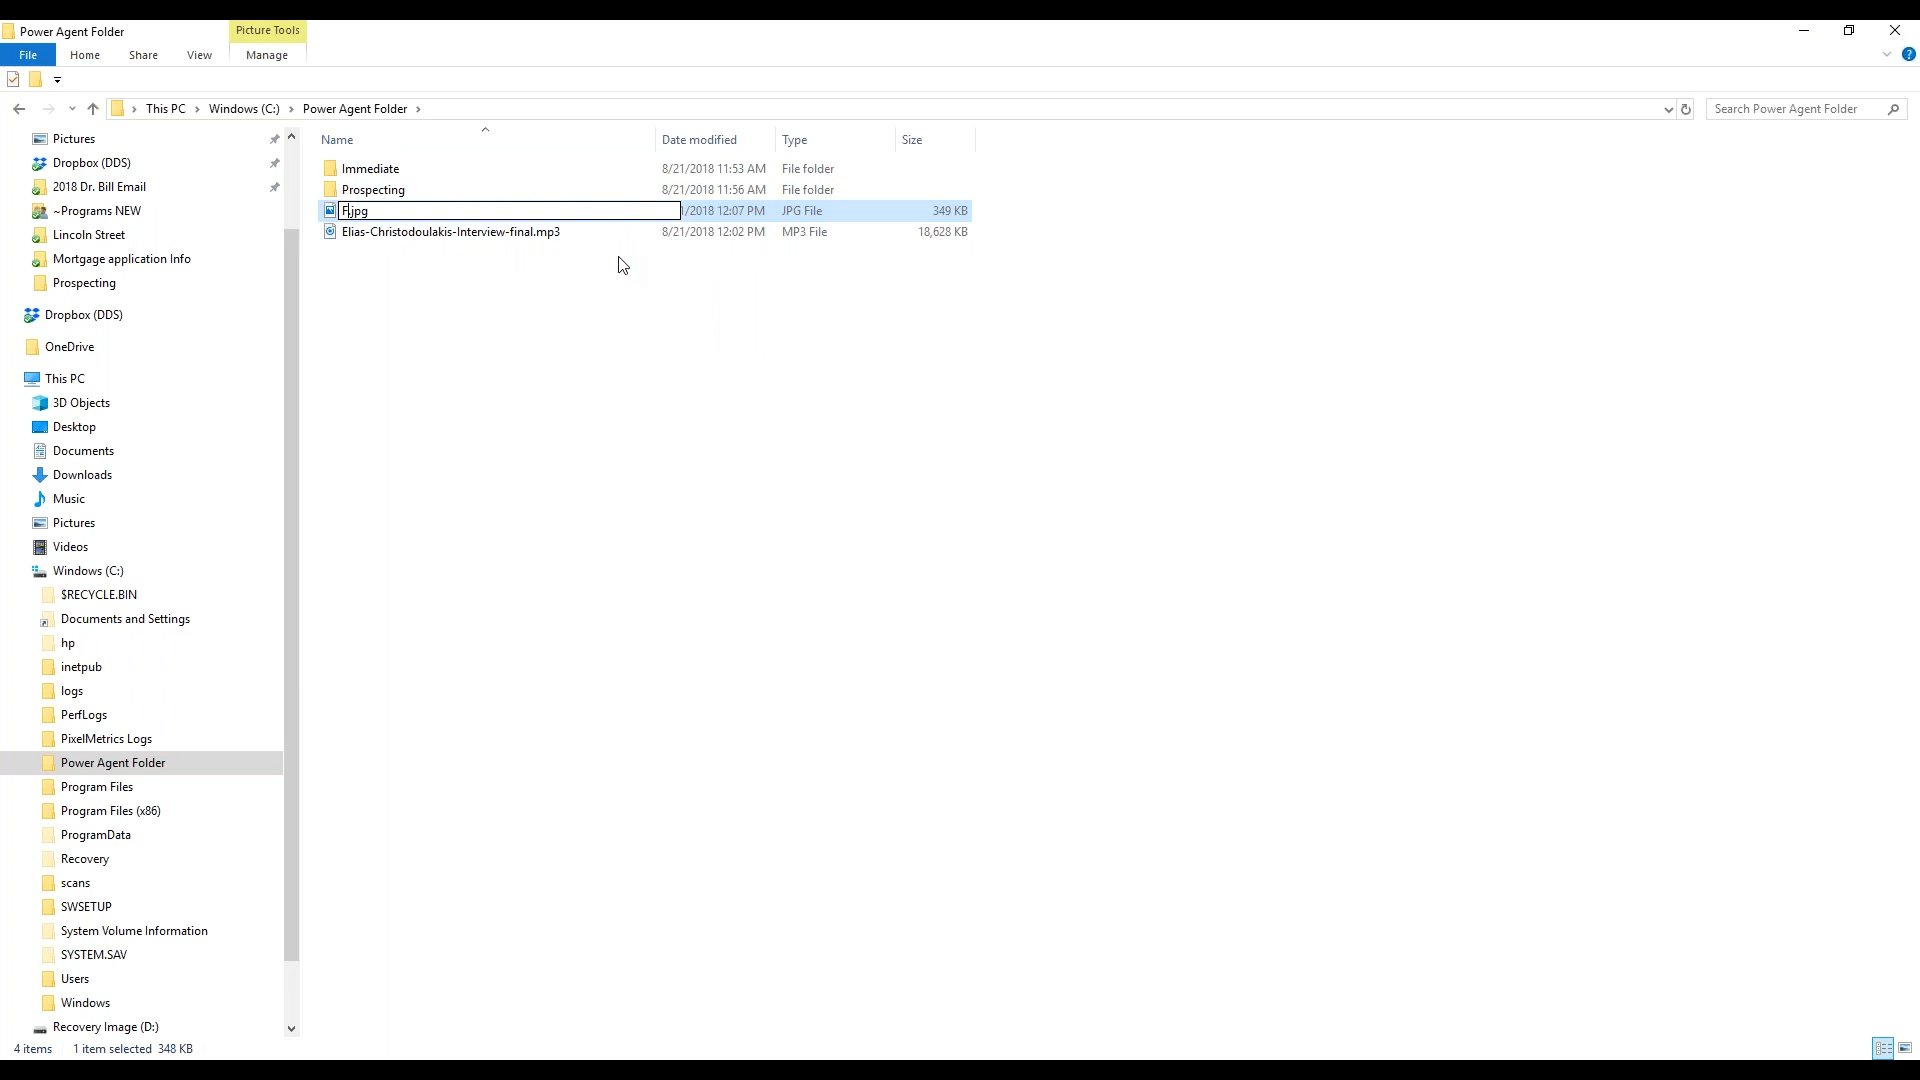 Power Agent Folder
Picture Tools
File Home Share View Manage
?
This PC Windows (C:) Power Agent Folder
Search Power Agent Folder
Name Date modified Type Size
Immediate 8/21/2018 11:53 AM File folder
Prospecting 8/21/2018 11:56 AM File folder
F.jpg 1/2018 12:07 PM JPG File 349 KB
Elias-Christodoulakis-Interview-final.mp3 8/21/2018 12:02 PM MP3 File 18,628 KB
Pictures
Dropbox (DDS)
2018 Dr. Bill Email
~Programs NEW
Lincoln Street
Mortgage application Info
Prospecting
Dropbox (DDS)
OneDrive
This PC
3D Objects
Desktop
Documents
Downloads
Music
Pictures
Videos
Windows (C:)
$RECYCLE.BIN
Documents and Settings
hp
inetpub
logs
PerfLogs
PixelMetrics Logs
Power Agent Folder
Program Files
Program Files (x86)
ProgramData
Recovery
scans
SWSETUP
System Volume Information
SYSTEM.SAV
Users
Windows
Recovery Image (D:)
4 items 1 item selected 348 KB